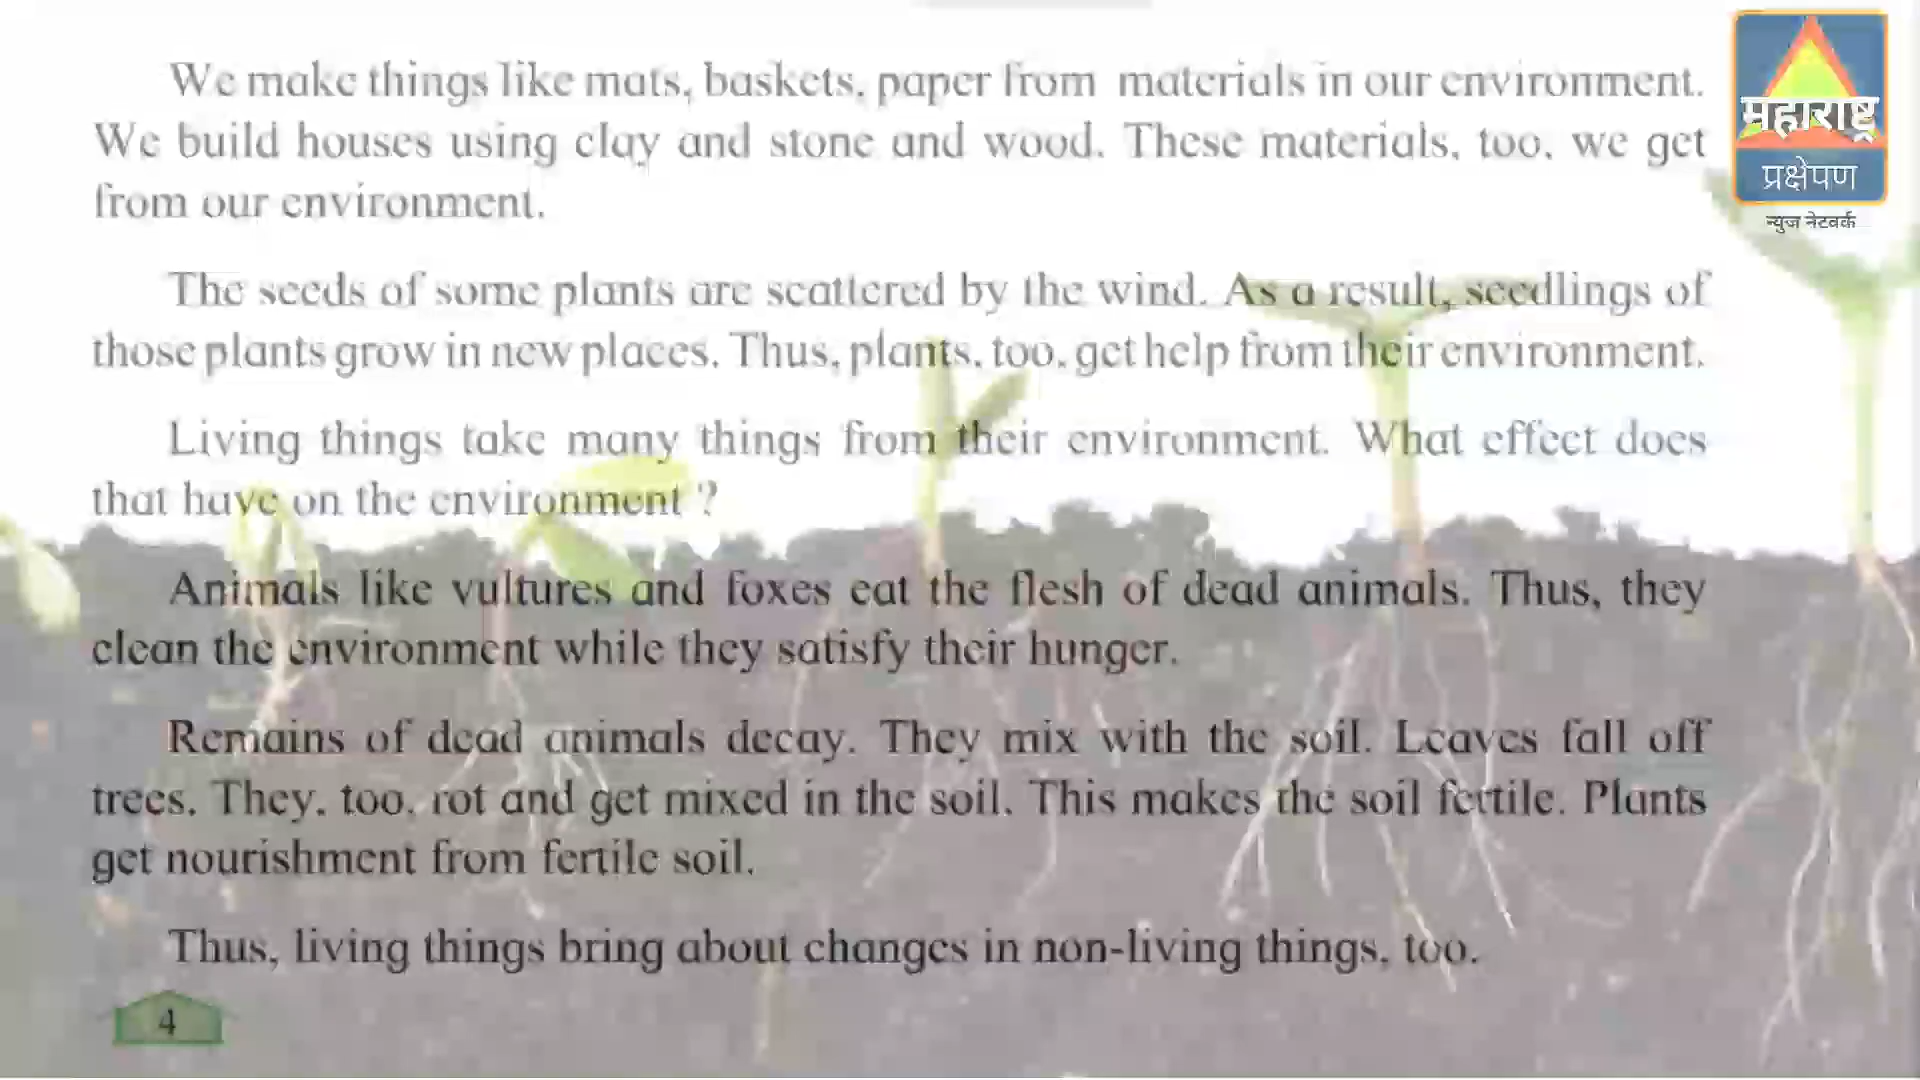 We make things like mats, baskets, paper from materials in our environment.
We build houses using clay and stone and wood. These materials, too, we get
from our environment.
The seeds of some plants are scattered by the wind. As a result, seedlings of
those plants grow in new places. Thus, plants, too, get help from their environment.
Living things take many things from their environment. What effect does
that have on the environment ?
Animals like vultures and foxes eat the flesh of dead animals. Thus, they
clean the environment while they satisfy their hunger.
Remains of dead animals decay. They mix with the soil. Leaves fall off
trees. They, too, rot and get mixed in the soil. This makes the soil fertile. Plants
get nourishment from fertile soil.
Thus, living things bring about changes in non-living things, too.
4
महाराष्ट्र
प्रक्षेपण
न्युज नेटवर्क